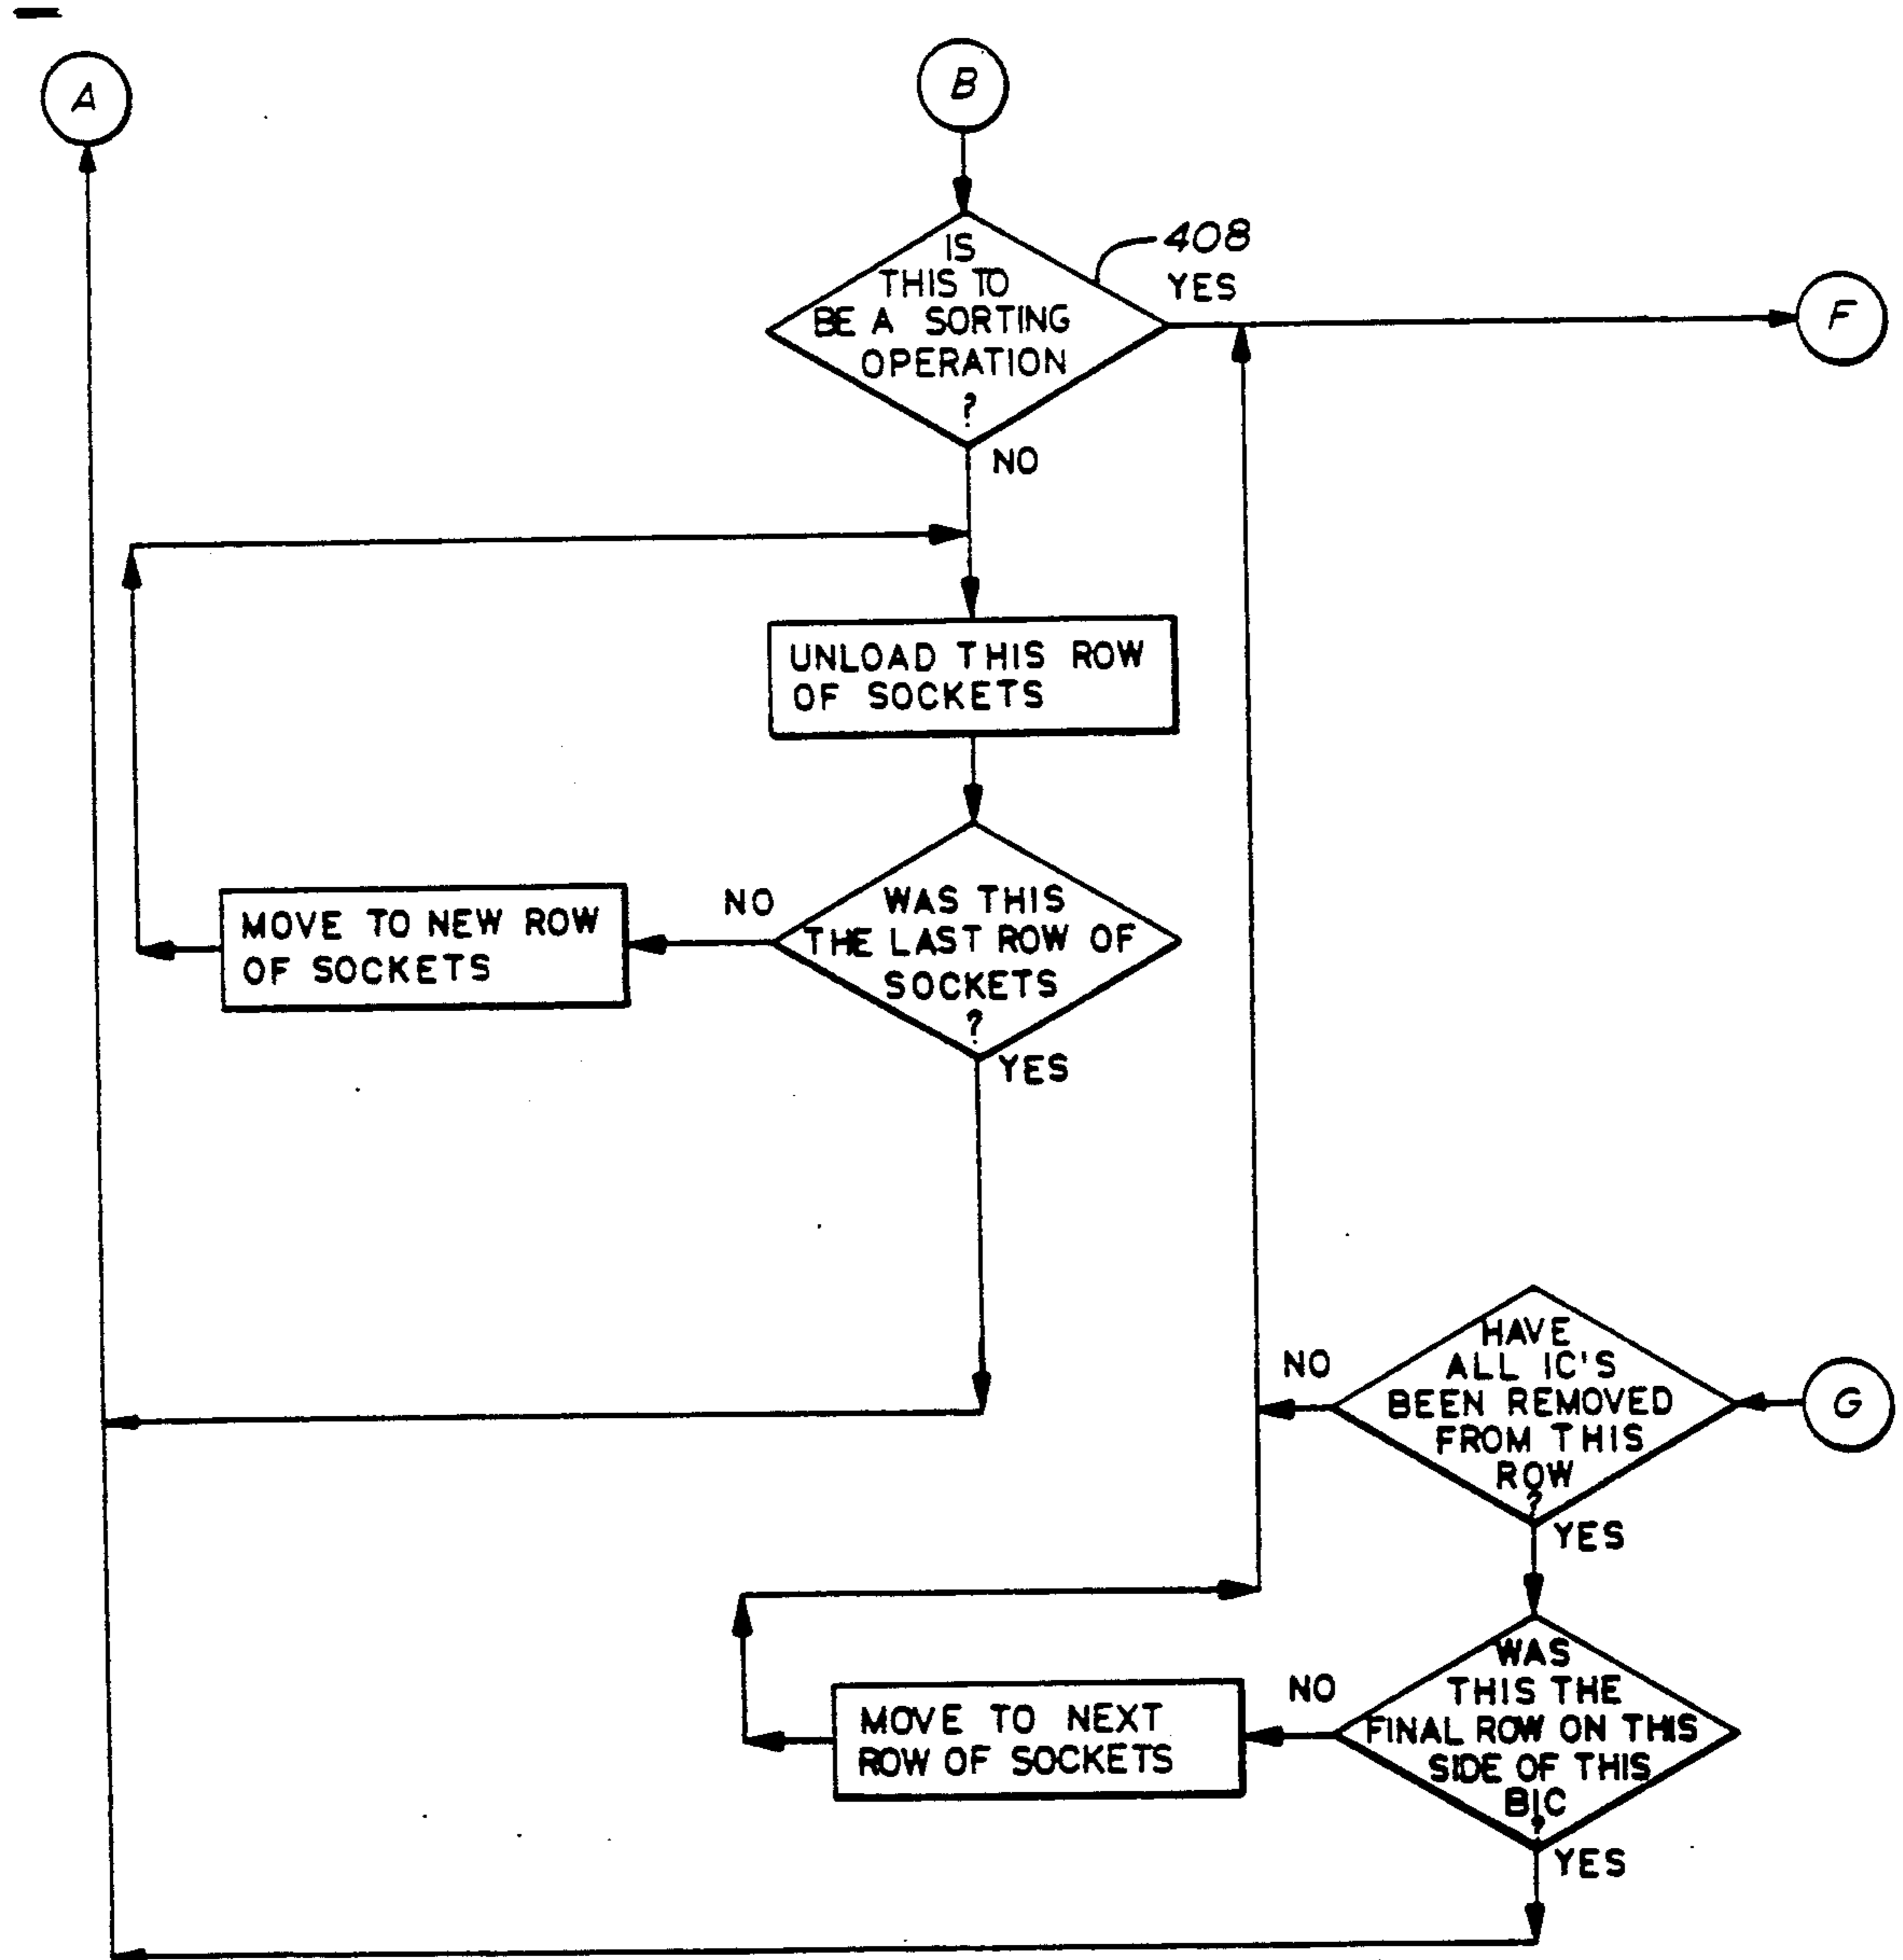 A
B
408
IS
THIS TO
BE A SORTING
OPERATION
?
YES
F
NO
UNLOAD THIS ROW
OF SOCKETS
MOVE TO NEW ROW
OF SOCKETS
NO
WAS THIS
THE LAST ROW OF
SOCKETS
?
YES
NO
HAVE
ALL IC'S
BEEN REMOVED
FROM THIS
ROW
?
G
YES
MOVE TO NEXT
ROW OF SOCKETS
NO
WAS
THIS THE
FINAL ROW ON THIS
SIDE OF THIS
BIC
?
YES